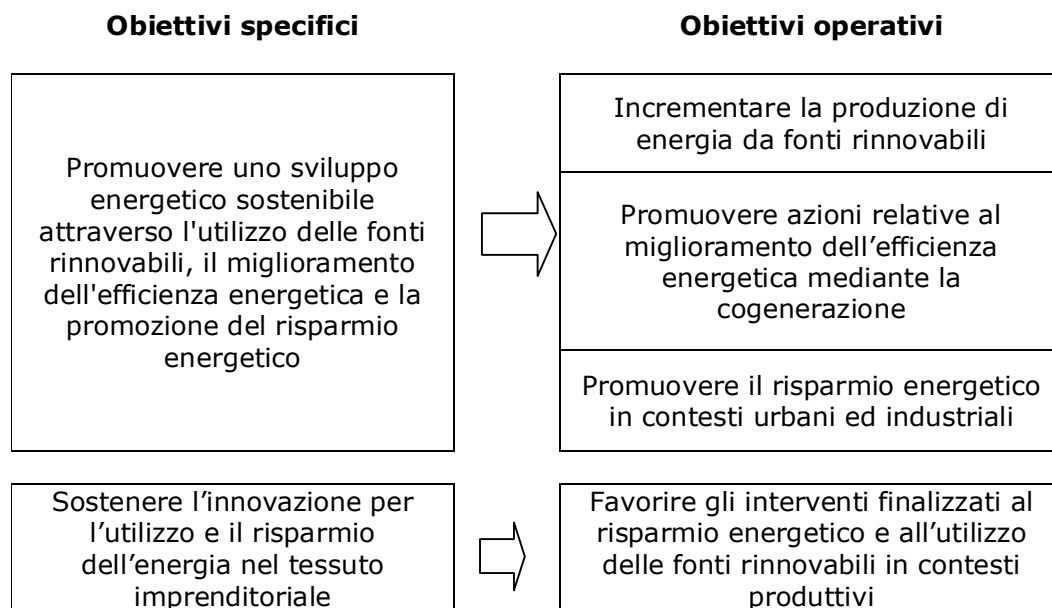 Obiettivi specifici
Obiettivi operativi
Promuovere uno sviluppo
energetico sostenibile
attraverso l'utilizzo delle fonti
rinnovabili, il miglioramento
dell'efficienza energetica e la
promozione del risparmio
energetico
Incrementare la produzione di
energia da fonti rinnovabili
Promuovere azioni relative al
miglioramento dell’efficienza
energetica mediante la
cogenerazione
Promuovere il risparmio energetico
in contesti urbani ed industriali
Sostenere l’innovazione per
l’utilizzo e il risparmio
dell’energia nel tessuto
imprenditoriale
Favorire gli interventi finalizzati al
risparmio energetico e all’utilizzo
delle fonti rinnovabili in contesti
produttivi